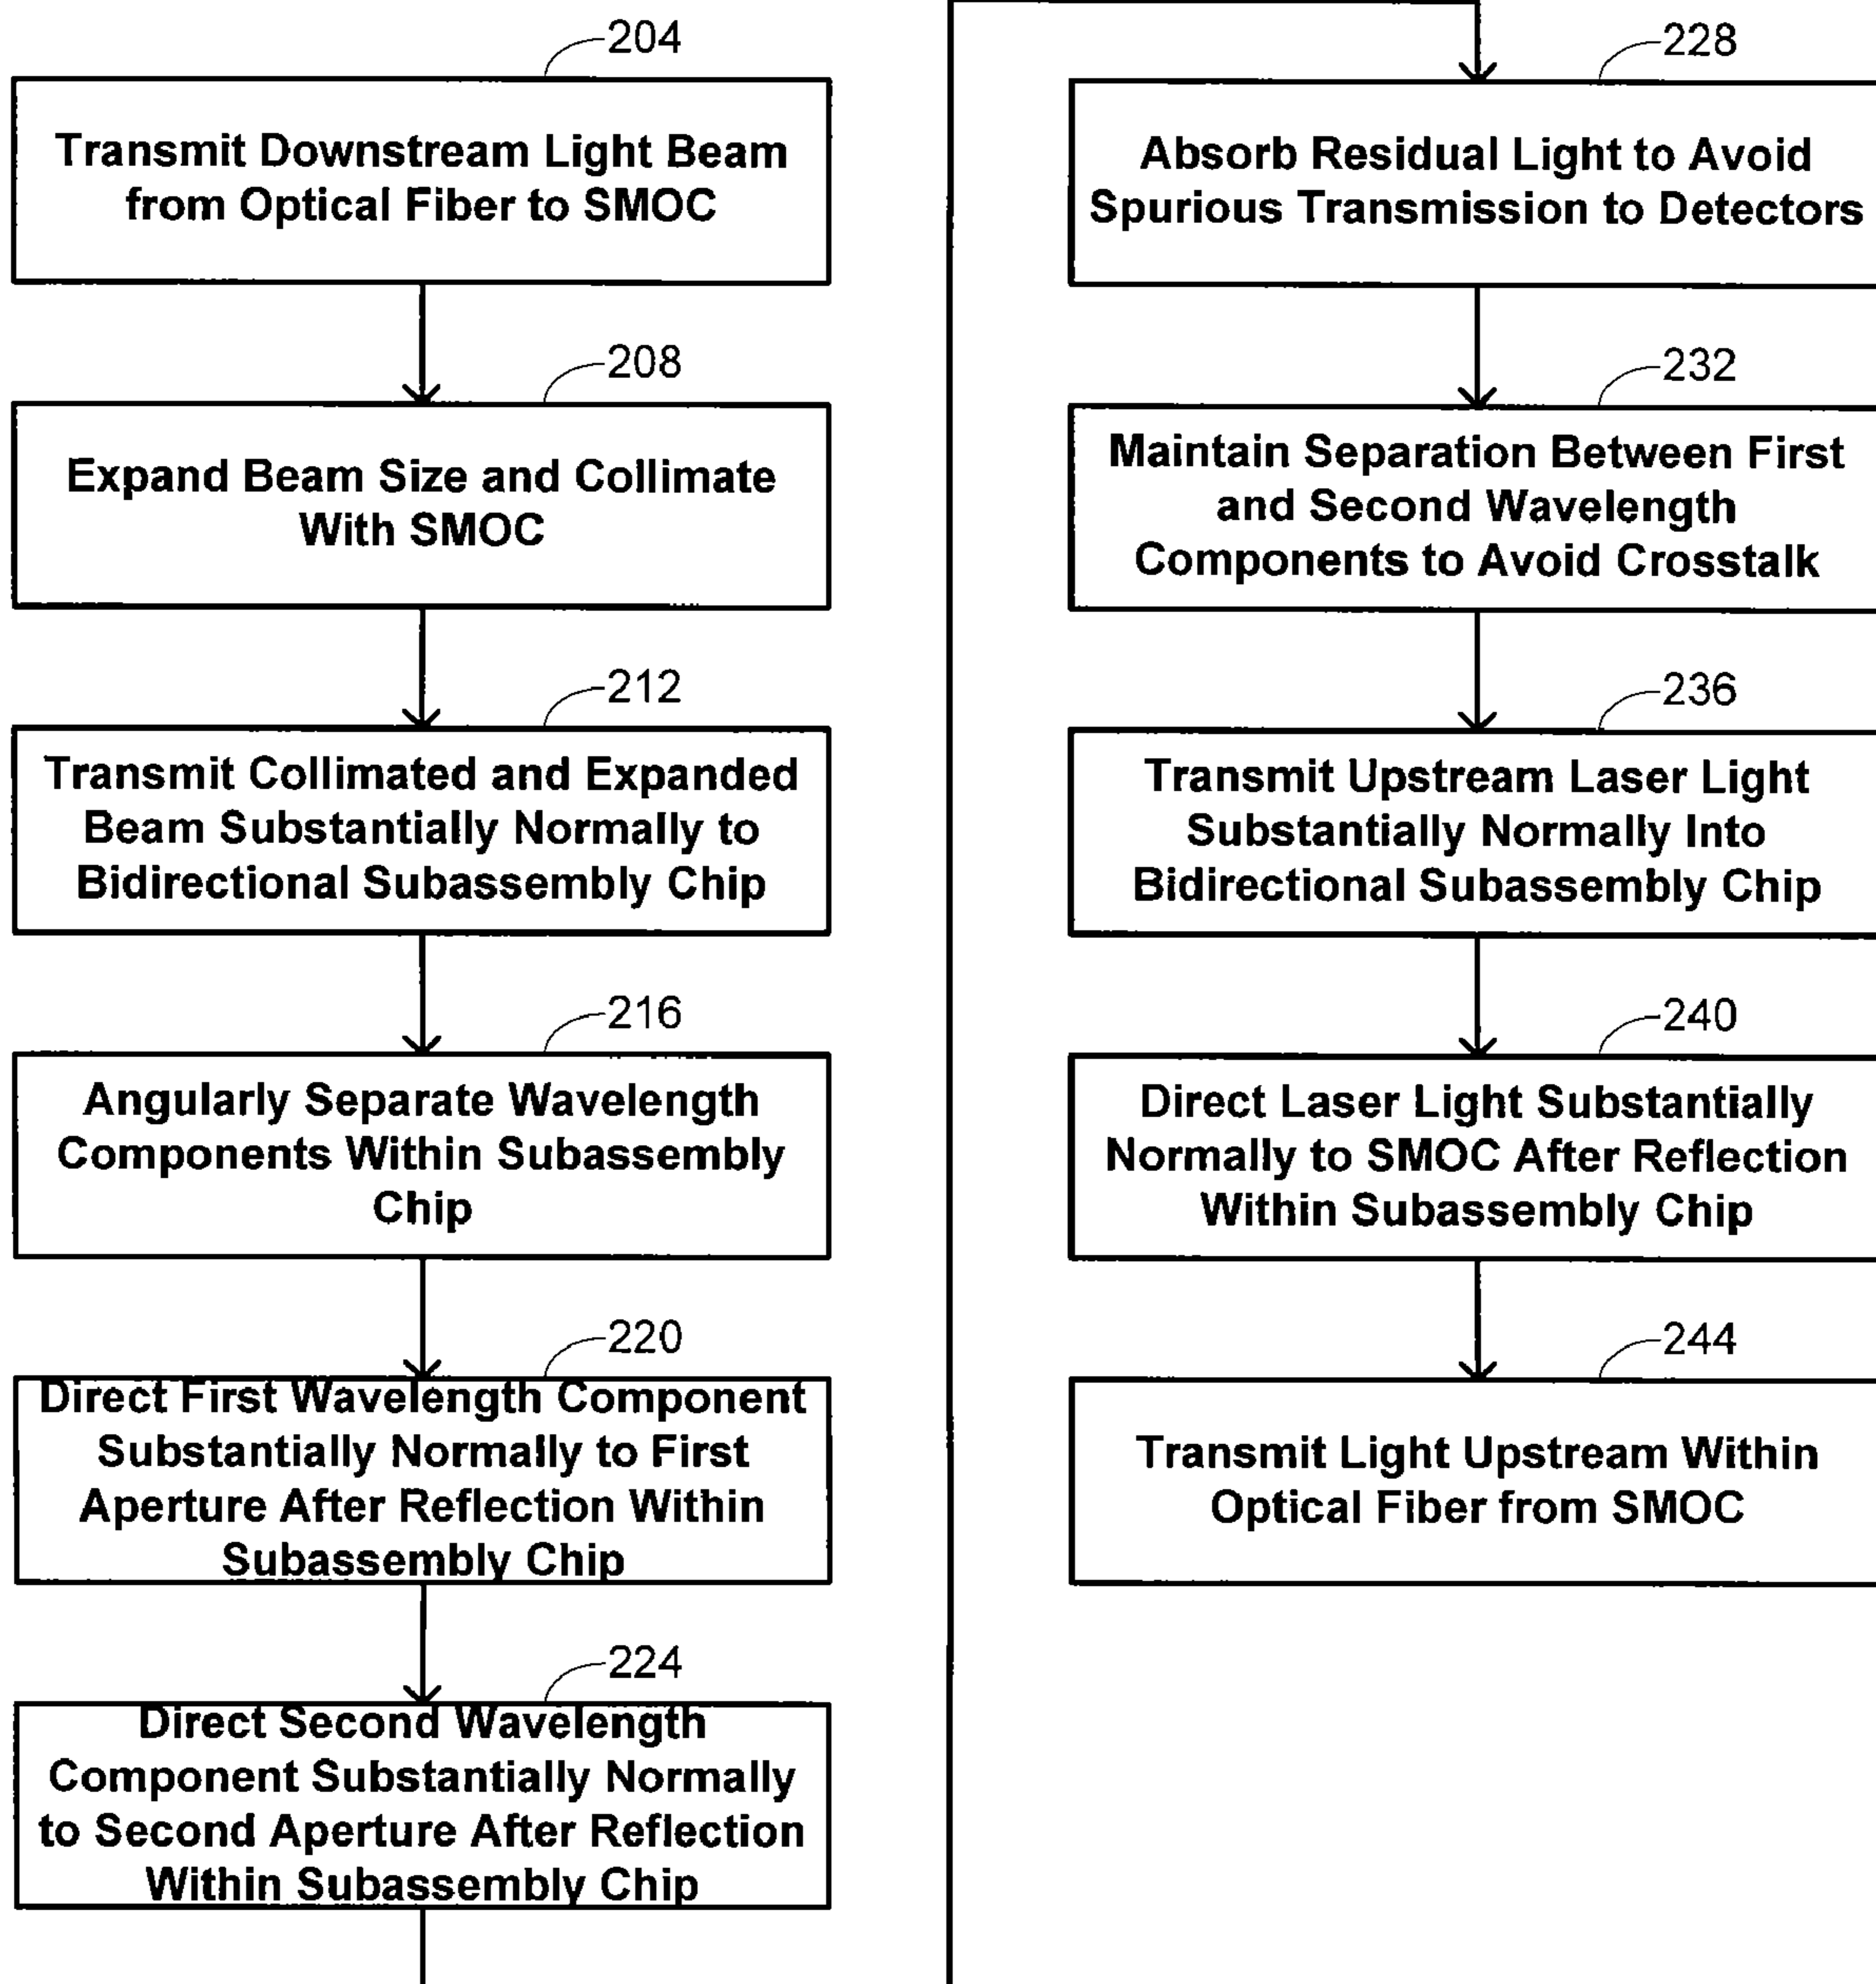 204
Transmit Downstream Light Beam
from Optical Fiber to SMOC
208
Expand Beam Size and Collimate
With SMOC
212
Transmit Collimated and Expanded
Beam Substantially Normally to
Bidirectional Subassembly Chip
216
Angularly Separate Wavelength
Components Within Subassembly
Chip
220
Direct First Wavelength Component
Substantially Normally to First
Aperture After Reflection Within
Subassembly Chip
224
Direct Second Wavelength
Component Substantially Normally
to Second Aperture After Reflection
Within Subassembly Chip
228
Absorb Residual Light to Avoid
Spurious Transmission to Detectors
232
Maintain Separation Between First
and Second Wavelength
Components to Avoid Crosstalk
236
Transmit Upstream Laser Light
Substantially Normally Into
Bidirectional Subassembly Chip
240
Direct Laser Light Substantially
Normally to SMOC After Reflection
Within Subassembly Chip
244
Transmit Light Upstream Within
Optical Fiber from SMOC